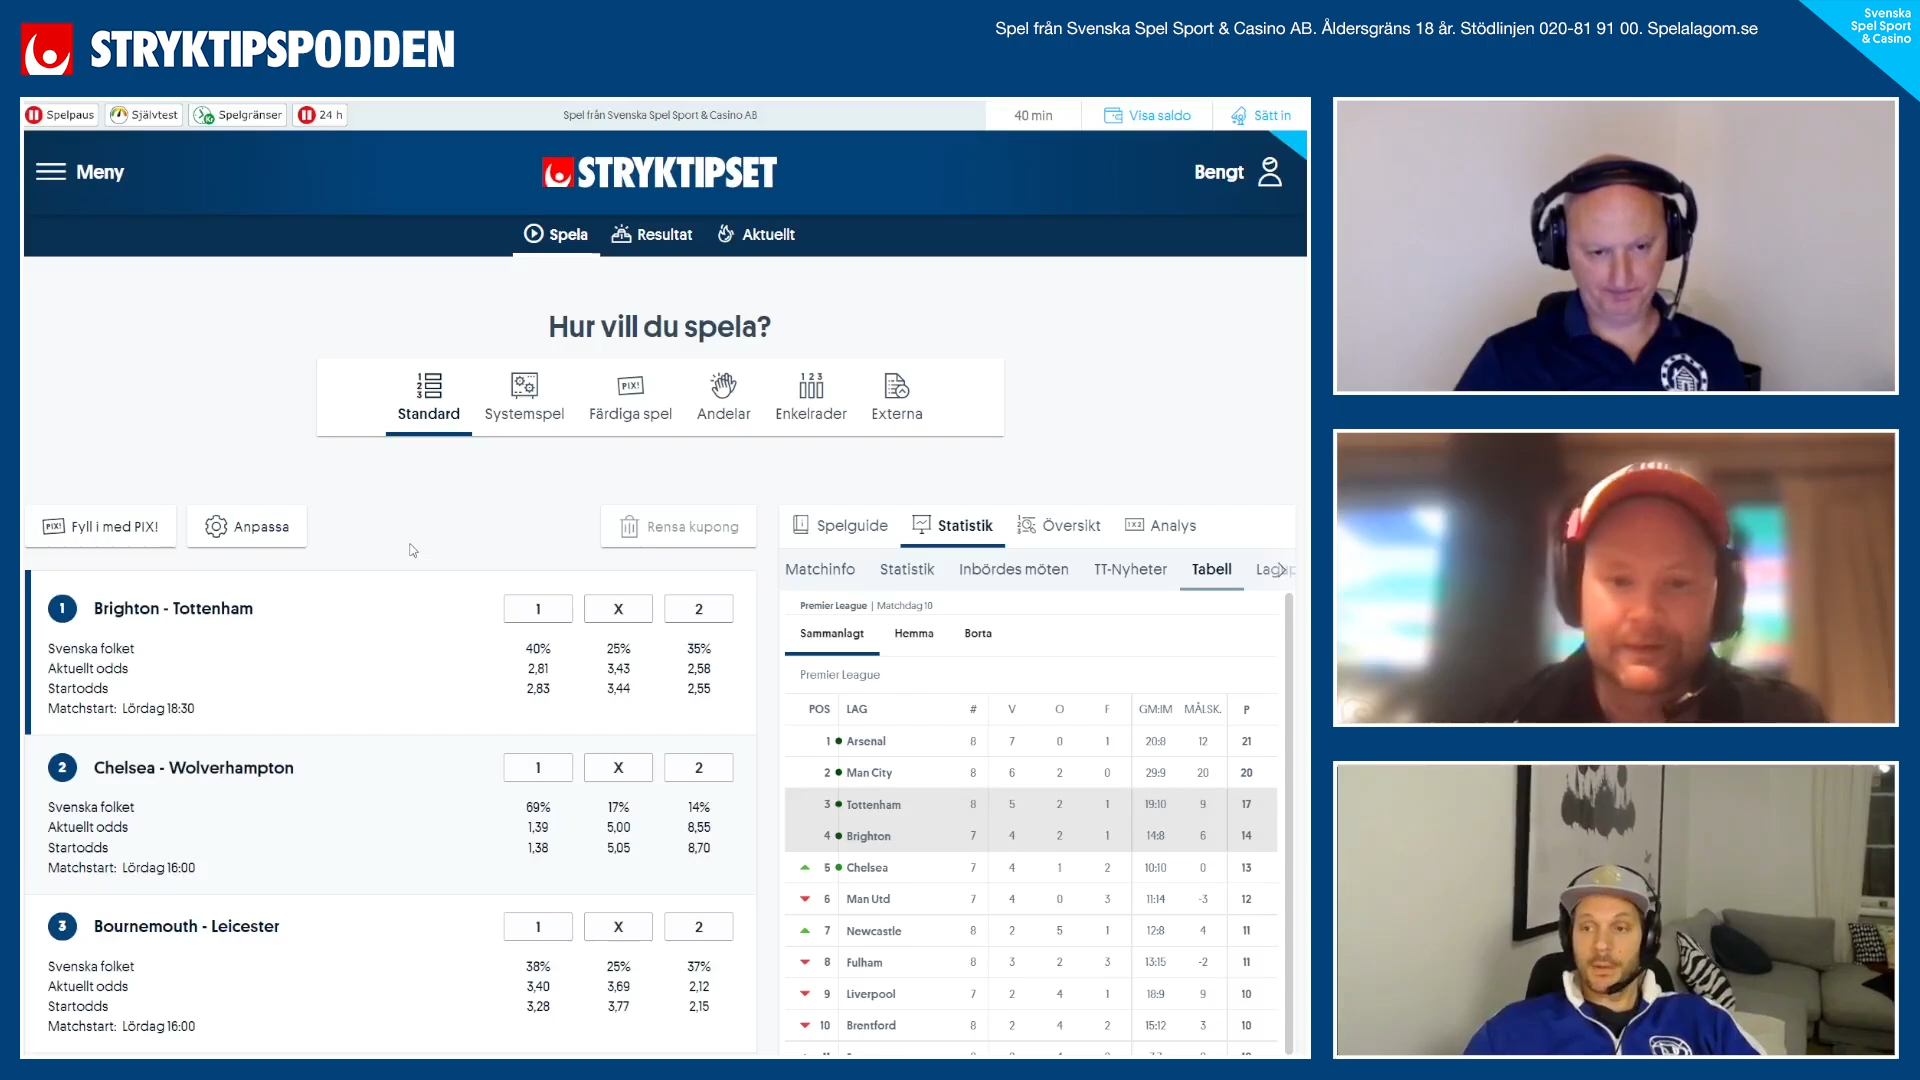 STRYKTIPSPODDEN
Spel från Svenska Spel Sport & Casino AB. Åldersgräns 18 år. Stödlinjen 020-81 91 00. Spelalagom.se
Svenska
Spel Sport
& Casino
Spelpaus
Självtest
Spelgränser
24 h
Spel från Svenska Spel Sport & Casino AB
40 min
Visa saldo
Sätt in
Meny
STRYKTIPSET
Bengt
Spela
Resultat
Aktuellt
Hur vill du spela?
1 2 3
PIX!
1 2 3
Standard
Systemspel
Färdiga spel
Andelar
Enkelrader
Externa
PIX! Fyll i med PIX!
Anpassa
Rensa kupong
1 Brighton - Tottenham 1 X 2
Svenska folket 40% 25% 35%
Aktuellt odds 2,81 3,43 2,58
Startodds 2,83 3,44 2,55
Matchstart: Lördag 18:30
2 Chelsea - Wolverhampton 1 X 2
Svenska folket 69% 17% 14%
Aktuellt odds 1,39 5,00 8,55
Startodds 1,38 5,05 8,70
Matchstart: Lördag 16:00
3 Bournemouth - Leicester 1 X 2
Svenska folket 38% 25% 37%
Aktuellt odds 3,40 3,69 2,12
Startodds 3,28 3,77 2,15
Matchstart: Lördag 16:00
Spelguide
Statistik
Översikt
1X2 Analys
Matchinfo
Statistik
Inbördes möten
TT-Nyheter
Tabell
Premier League | Matchdag 10
Sammanlagt
Hemma
Borta
Premier League
POS LAG # V O F GM:IM MÅLSK. P
1 Arsenal 8 7 0 1 20:8 12 21
2 Man City 8 6 2 0 29:9 20 20
3 Tottenham 8 5 2 1 19:10 9 17
4 Brighton 7 4 2 1 14:8 6 14
5 Chelsea 7 4 1 2 10:10 0 13
6 Man Utd 7 4 0 3 11:14 -3 12
7 Newcastle 8 2 5 1 12:8 4 11
8 Fulham 8 3 2 3 13:15 -2 11
9 Liverpool 7 2 4 1 18:9 9 10
10 Brentford 8 2 4 2 15:12 3 10